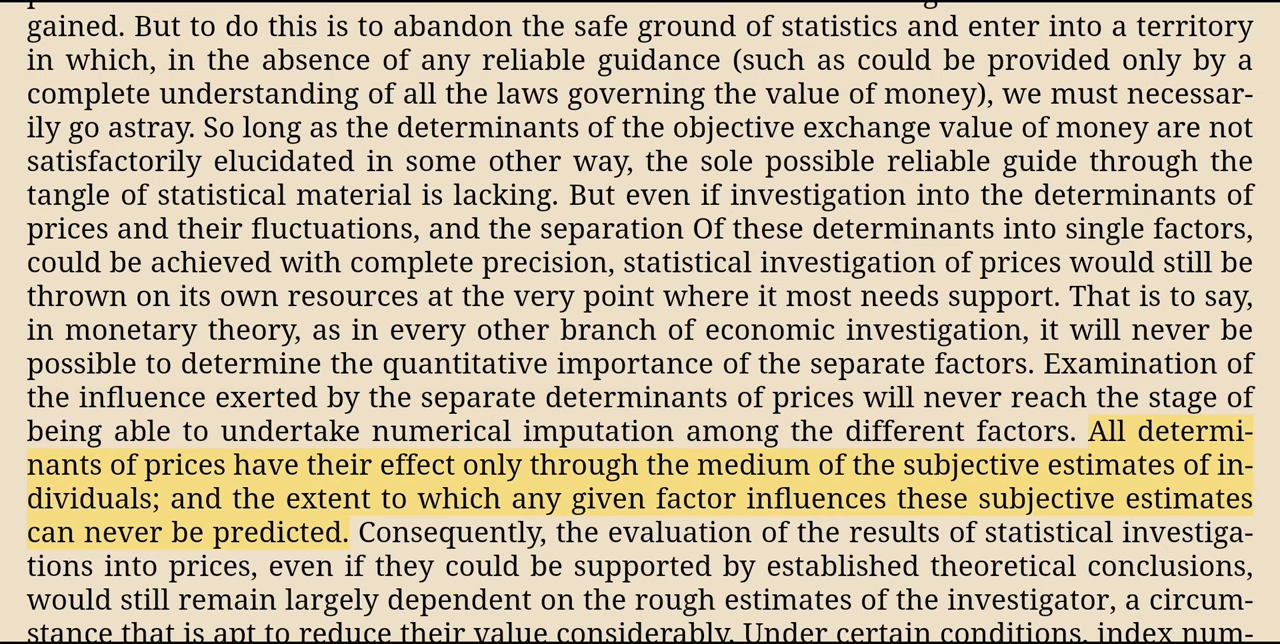 gained. But to do this is to abandon the safe ground of statistics and enter into a territory
in which, in the absence of any reliable guidance (such as could be provided only by a
complete understanding of all the laws governing the value of money), we must necessar-
ily go astray. So long as the determinants of the objective exchange value of money are not
satisfactorily elucidated in some other way, the sole possible reliable guide through the
tangle of statistical material is lacking. But even if investigation into the determinants of
prices and their fluctuations, and the separation Of these determinants into single factors,
could be achieved with complete precision, statistical investigation of prices would still be
thrown on its own resources at the very point where it most needs support. That is to say,
in monetary theory, as in every other branch of economic investigation, it will never be
possible to determine the quantitative importance of the separate factors. Examination of
the influence exerted by the separate determinants of prices will never reach the stage of
being able to undertake numerical imputation among the different factors. All determi-
nants of prices have their effect only through the medium of the subjective estimates of in-
dividuals; and the extent to which any given factor influences these subjective estimates
can never be predicted. Consequently, the evaluation of the results of statistical investiga-
tions into prices, even if they could be supported by established theoretical conclusions,
would still remain largely dependent on the rough estimates of the investigator, a circum-
stance that is apt to reduce their value considerably. Under certain conditions, index num-